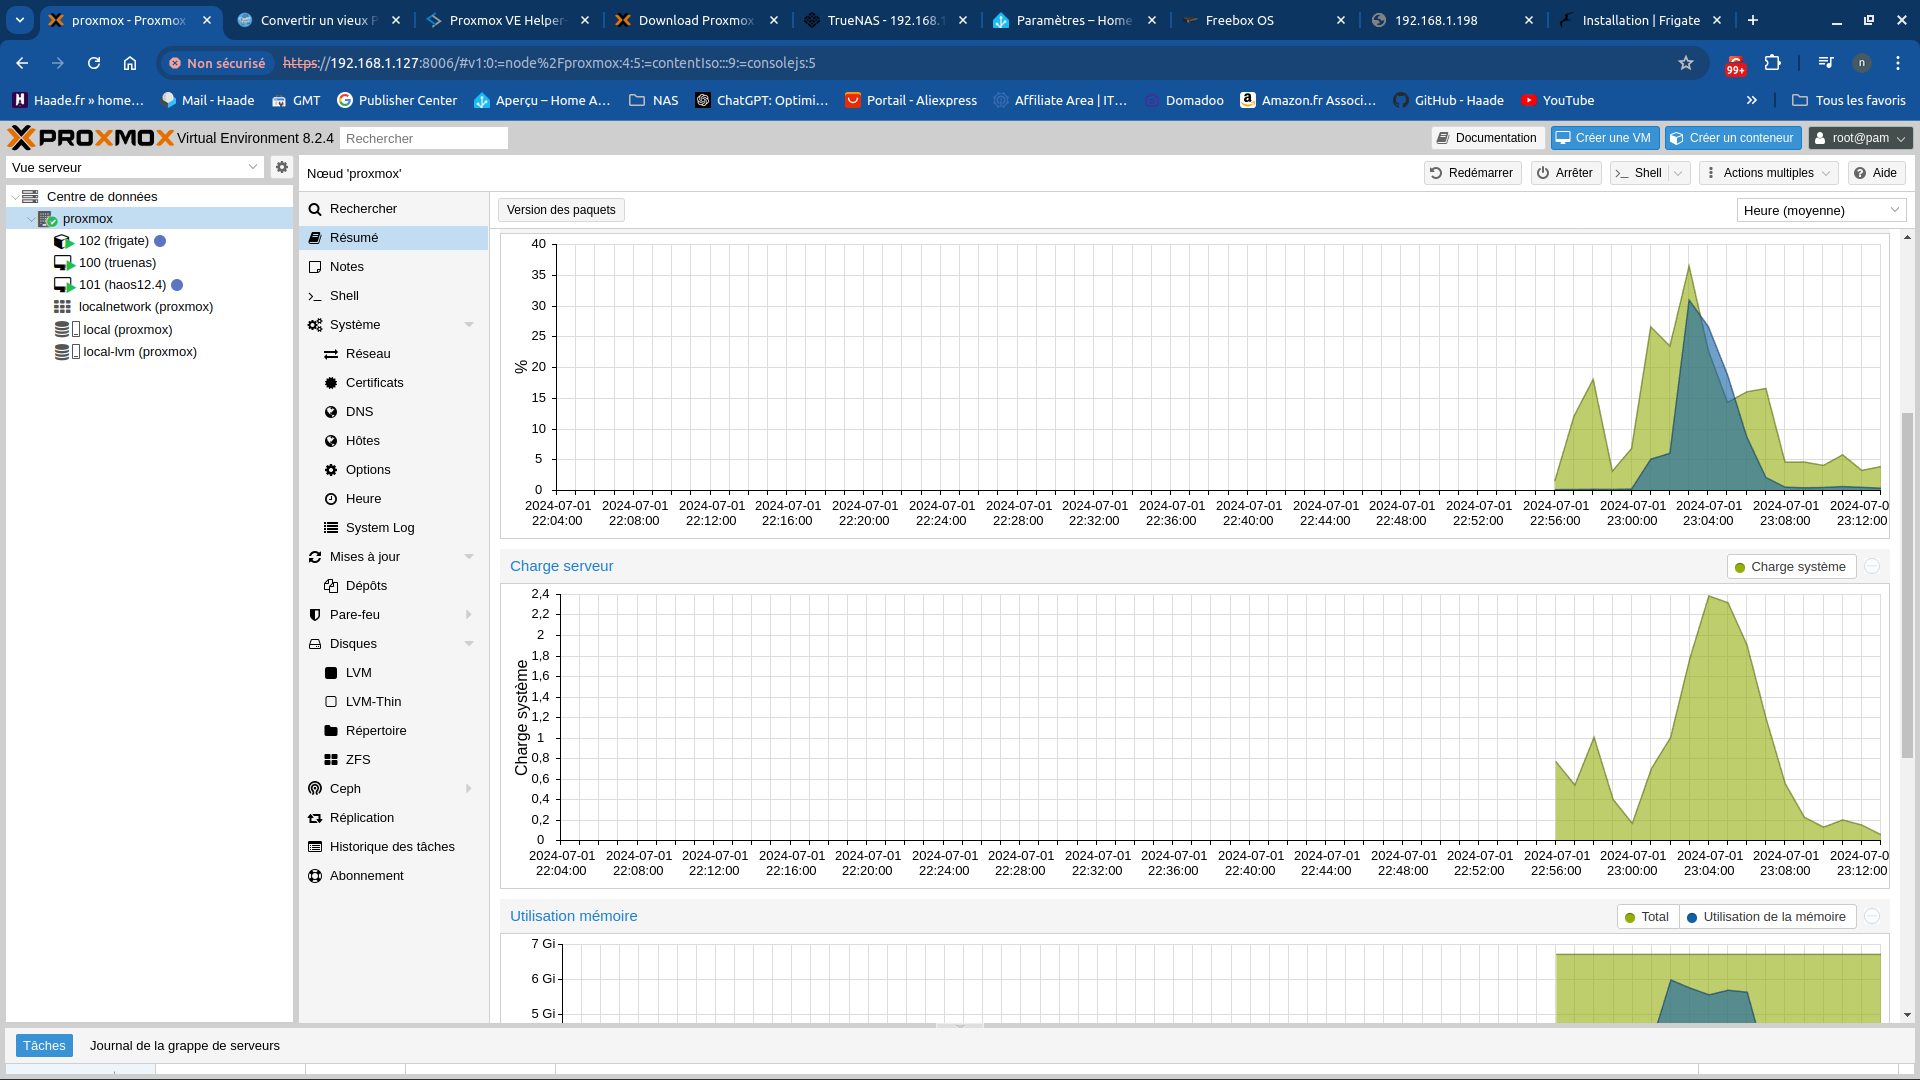 proxmox - Proxmox
Convertir un vieux P
Proxmox VE Helper-
Download Proxmox
TrueNAS - 192.168.1
Paramètres – Home
Freebox OS
192.168.1.198
Installation | Frigate
Non sécurisé
https://192.168.1.127:8006/#v1:0:=node%2Fproxmox:4:5:=contentIso:::9:=consolejs:5
99+
n
Haade.fr » home…
Mail - Haade
GMT
Publisher Center
Aperçu – Home A…
NAS
ChatGPT: Optimi…
Portail - Aliexpress
Affiliate Area | IT…
Domadoo
Amazon.fr Associ…
GitHub - Haade
YouTube
»
Tous les favoris
PROXMOX Virtual Environment 8.2.4
Rechercher
Documentation
Créer une VM
Créer un conteneur
root@pam
Vue serveur
Nœud 'proxmox'
Redémarrer
Arrêter
Shell
Actions multiples
Aide
Centre de données
proxmox
102 (frigate)
100 (truenas)
101 (haos12.4)
localnetwork (proxmox)
local (proxmox)
local-lvm (proxmox)
Rechercher
Résumé
Notes
Shell
Système
Réseau
Certificats
DNS
Hôtes
Options
Heure
System Log
Mises à jour
Dépôts
Pare-feu
Disques
LVM
LVM-Thin
Répertoire
ZFS
Ceph
Réplication
Historique des tâches
Abonnement
Version des paquets
Heure (moyenne)
40
35
30
25
20
15
10
5
0
%
2024-07-01 2024-07-01 2024-07-01 2024-07-01 2024-07-01 2024-07-01 2024-07-01 2024-07-01 2024-07-01 2024-07-01 2024-07-01 2024-07-01 2024-07-01 2024-07-01 2024-07-01 2024-07-01 2024-07-01 2024-07-0
22:04:00 22:08:00 22:12:00 22:16:00 22:20:00 22:24:00 22:28:00 22:32:00 22:36:00 22:40:00 22:44:00 22:48:00 22:52:00 22:56:00 23:00:00 23:04:00 23:08:00 23:12:00
Charge serveur
Charge système
2,4
2,2
2
1,8
1,6
1,4
1,2
1
0,8
0,6
0,4
0,2
0
Charge système
2024-07-01 2024-07-01 2024-07-01 2024-07-01 2024-07-01 2024-07-01 2024-07-01 2024-07-01 2024-07-01 2024-07-01 2024-07-01 2024-07-01 2024-07-01 2024-07-01 2024-07-01 2024-07-01 2024-07-01 2024-07-0
22:04:00 22:08:00 22:12:00 22:16:00 22:20:00 22:24:00 22:28:00 22:32:00 22:36:00 22:40:00 22:44:00 22:48:00 22:52:00 22:56:00 23:00:00 23:04:00 23:08:00 23:12:00
Utilisation mémoire
Total
Utilisation de la mémoire
7 Gi
6 Gi
5 Gi
Tâches
Journal de la grappe de serveurs